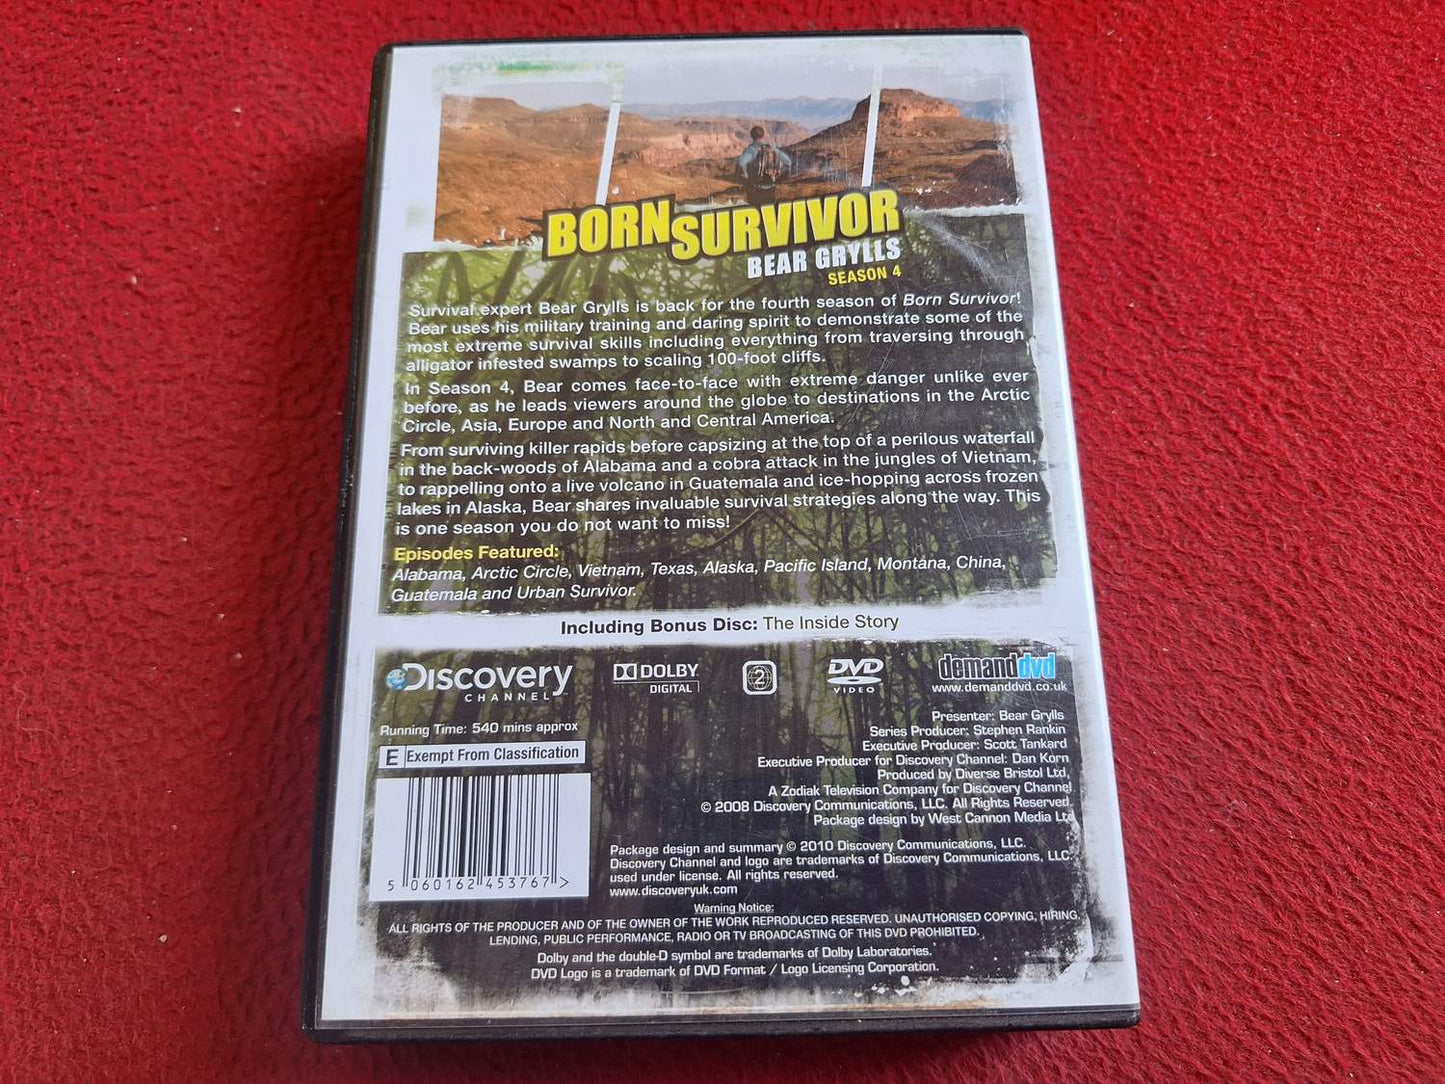 BORN SURVIVOR
BEAR GRYLLS
SEASON 4
Survival expert Bear Grylls is back for the fourth season of Born Survivor!
Bear uses his military training and daring spirit to demonstrate some of the
most extreme survival skills including everything from traversing through
alligator infested swamps to scaling 100-foot cliffs.
In Season 4, Bear comes face-to-face with extreme danger unlike ever
before, as he leads viewers around the globe to destinations in the Arctic
Circle, Asia, Europe and North and Central America.
From surviving killer rapids before capsizing at the top of a perilous waterfall
in the back-woods of Alabama and a cobra attack in the jungles of Vietnam,
to rappelling onto a live volcano in Guatemala and ice-hopping across frozen
lakes in Alaska, Bear shares invaluable survival strategies along the way. This
is one season you do not want to miss!
Episodes Featured:
Alabama, Arctic Circle, Vietnam, Texas, Alaska, Pacific Island, Montana, China,
Guatemala and Urban Survivor.
Including Bonus Disc: The Inside Story
Discovery
CHANNEL
DOLBY
DIGITAL
2
DVD
VIDEO
demanddvd
www.demanddvd.co.uk
Running Time: 540 mins approx
E Exempt From Classification
5 060162 453767 >
Presenter: Bear Grylls
Series Producer: Stephen Rankin
Executive Producer: Scott Tankard
Executive Producer for Discovery Channel: Dan Korn
Produced by Diverse Bristol Ltd,
A Zodiak Television Company for Discovery Channel
© 2008 Discovery Communications, LLC. All Rights Reserved.
Package design by West Cannon Media Ltd
Package design and summary © 2010 Discovery Communications, LLC.
Discovery Channel and logo are trademarks of Discovery Communications, LLC.
used under license. All rights reserved.
www.discoveryuk.com
Warning Notice:
ALL RIGHTS OF THE PRODUCER AND OF THE OWNER OF THE WORK REPRODUCED RESERVED. UNAUTHORISED COPYING, HIRING,
LENDING, PUBLIC PERFORMANCE, RADIO OR TV BROADCASTING OF THIS DVD PROHIBITED.
Dolby and the double-D symbol are trademarks of Dolby Laboratories.
DVD Logo is a trademark of DVD Format / Logo Licensing Corporation.